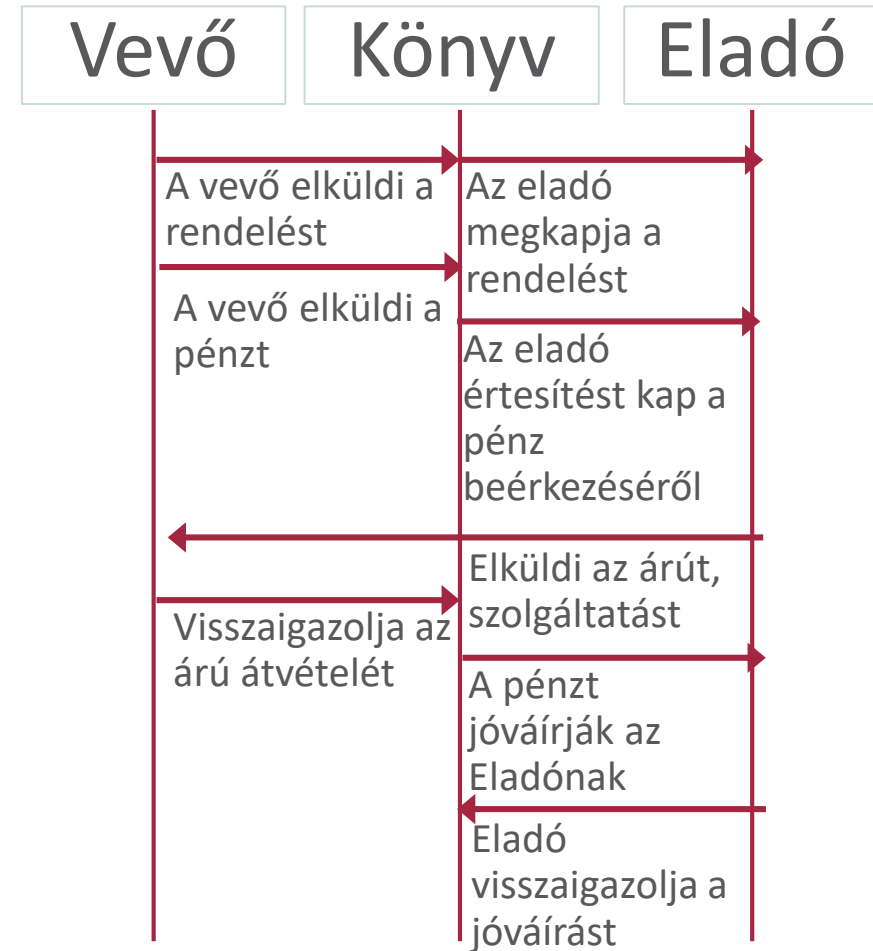 Vevő
Könyv
Eladó
A vevő elküldi a
rendelést
Az eladó
megkapja a
rendelést
A vevő elküldi a
pénzt
Az eladó
értesítést kap a
pénz
beérkezéséről
Elküldi az árút,
szolgáltatást
Visszaigazolja az
árú átvételét
A pénzt
jóváírják az
Eladónak
Eladó
visszaigazolja a
jóváírást